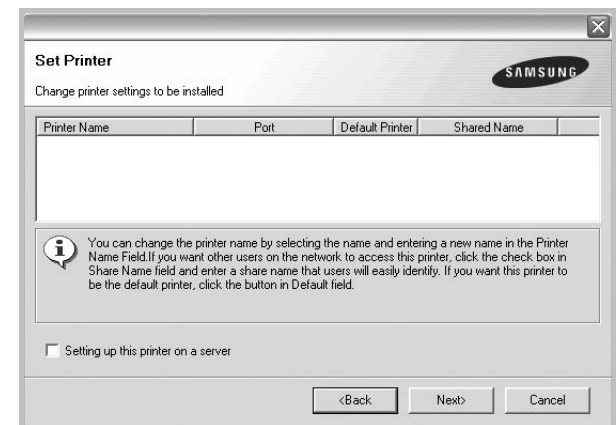 Set Printer
Change printer settings to be installed
SAMSUNG
Printer Name Port Default Printer Shared Name
You can change the printer name by selecting the name and entering a new name in the Printer
Name Field.If you want other users on the network to access this printer, click the check box in
Share Name field and enter a share name that users will easily identify. If you want this printer to
be the default printer, click the button in Default field.
Setting up this printer on a server
<Back Next> Cancel